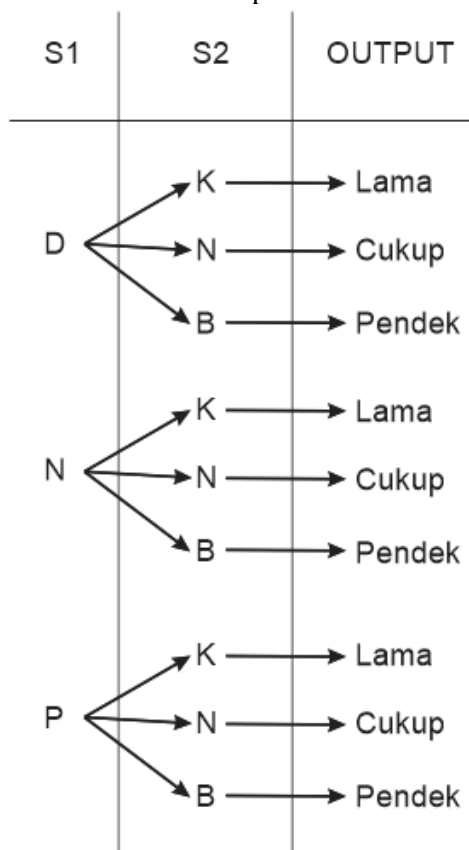 S1 S2 OUTPUT
K Lama
D N Cukup
B Pendek
K Lama
N N Cukup
B Pendek
K Lama
P N Cukup
B Pendek